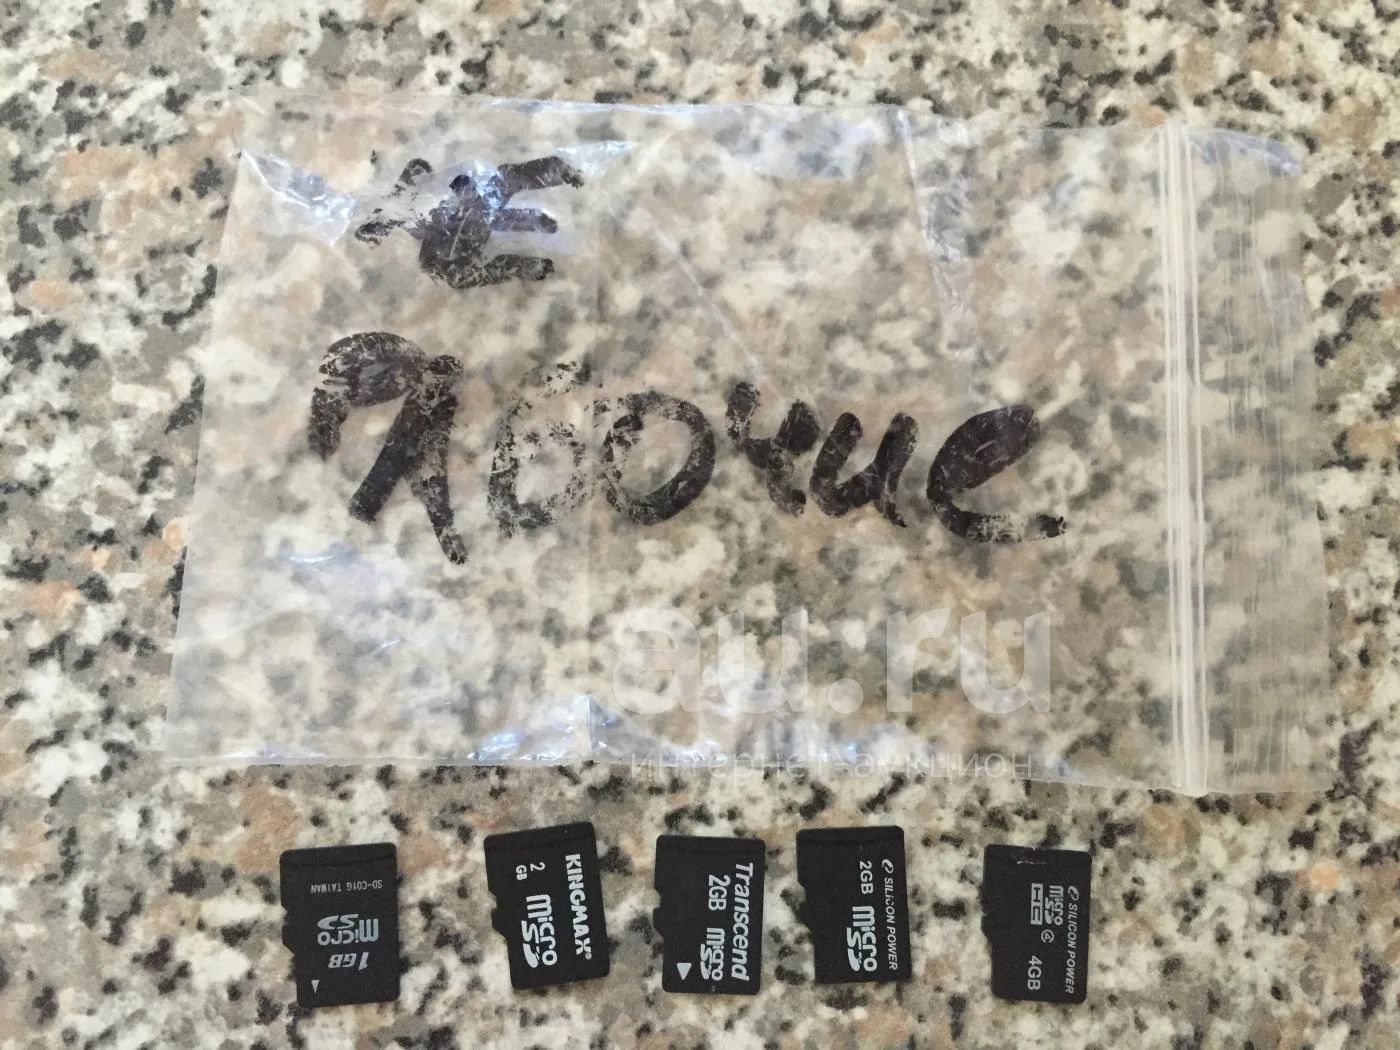 НЕ
Рабочие
au.ru
интернет-аукцион
1GB
micro SD
SD-C01G TAIWAN
KINGMAX®
2 GB micro SD
Transcend
2GB micro SD
SILICON POWER
2GB micro SD
SILICON POWER
micro SD HC
4GB